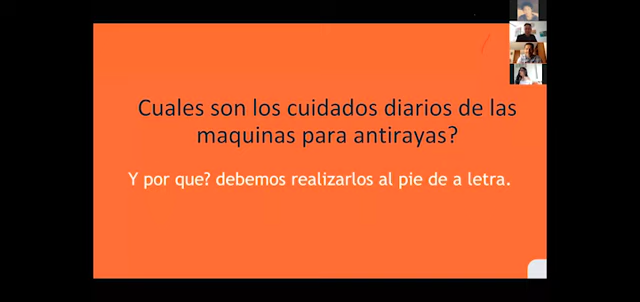 Cuales son los cuidados diarios de las
maquinas para antirayas?
Y por que? debemos realizarlos al pie de a letra.